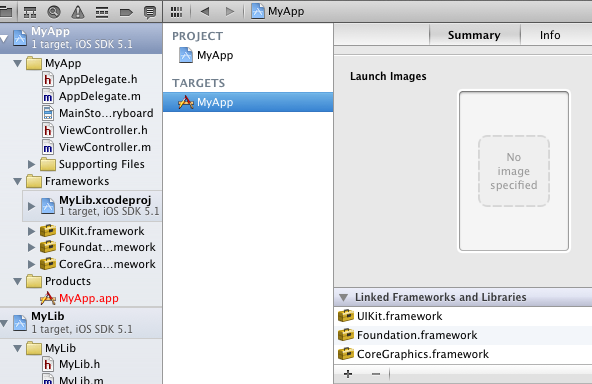 MyApp
MyApp
1 target, iOS SDK 5.1
MyApp
AppDelegate.h
AppDelegate.m
MainSto...ryboard
ViewController.h
ViewController.m
Supporting Files
Frameworks
MyLib.xcodeproj
1 target, iOS SDK 5.1
UIKit.framework
Foundat...mework
CoreGra...mework
Products
MyApp.app
MyLib
1 target, iOS SDK 5.1
MyLib
MyLib.h
MyLib.m
PROJECT
MyApp
TARGETS
MyApp
Summary
Info
Launch Images
No
image
specified
Linked Frameworks and Libraries
UIKit.framework
Foundation.framework
CoreGraphics.framework